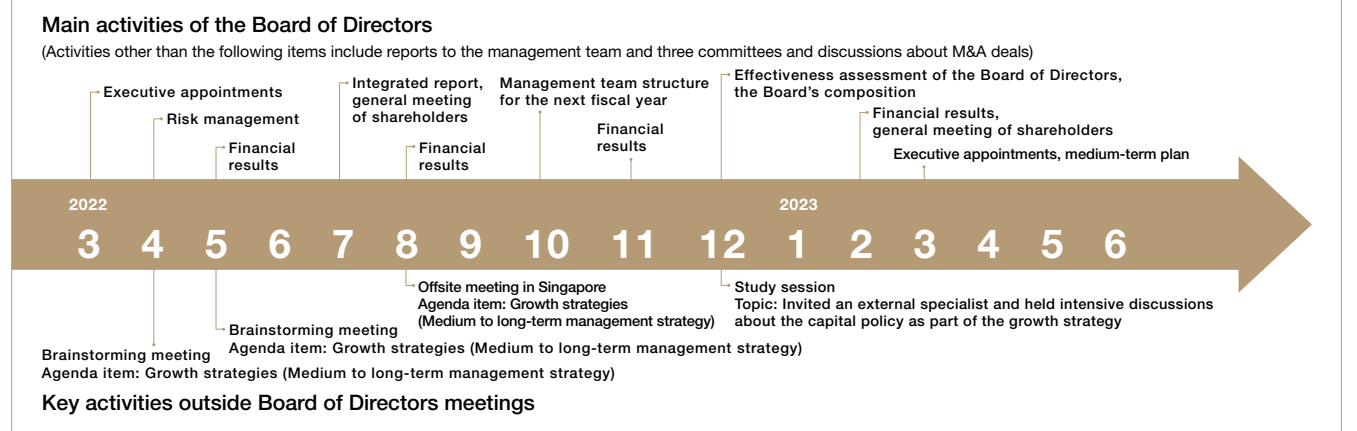 Main activities of the Board of Directors
(Activities other than the following items include reports to the management team and three committees and discussions about M&A deals)
Executive appointments
Risk management
Financial
results
Integrated report,
general meeting
of shareholders
Financial
results
Management team structure
for the next fiscal year
Financial
results
Effectiveness assessment of the Board of Directors,
the Board's composition
Financial results,
general meeting of shareholders
Executive appointments, medium-term plan
2022
2023
3 4 5 6 7 8 9 10 11 12 1 2 3 4 5 6
Offsite meeting in Singapore
Agenda item: Growth strategies
(Medium to long-term management strategy)
Study session
Topic: Invited an external specialist and held intensive discussions
about the capital policy as part of the growth strategy
Brainstorming meeting
Agenda item: Growth strategies (Medium to long-term management strategy)
Brainstorming meeting
Agenda item: Growth strategies (Medium to long-term management strategy)
Key activities outside Board of Directors meetings